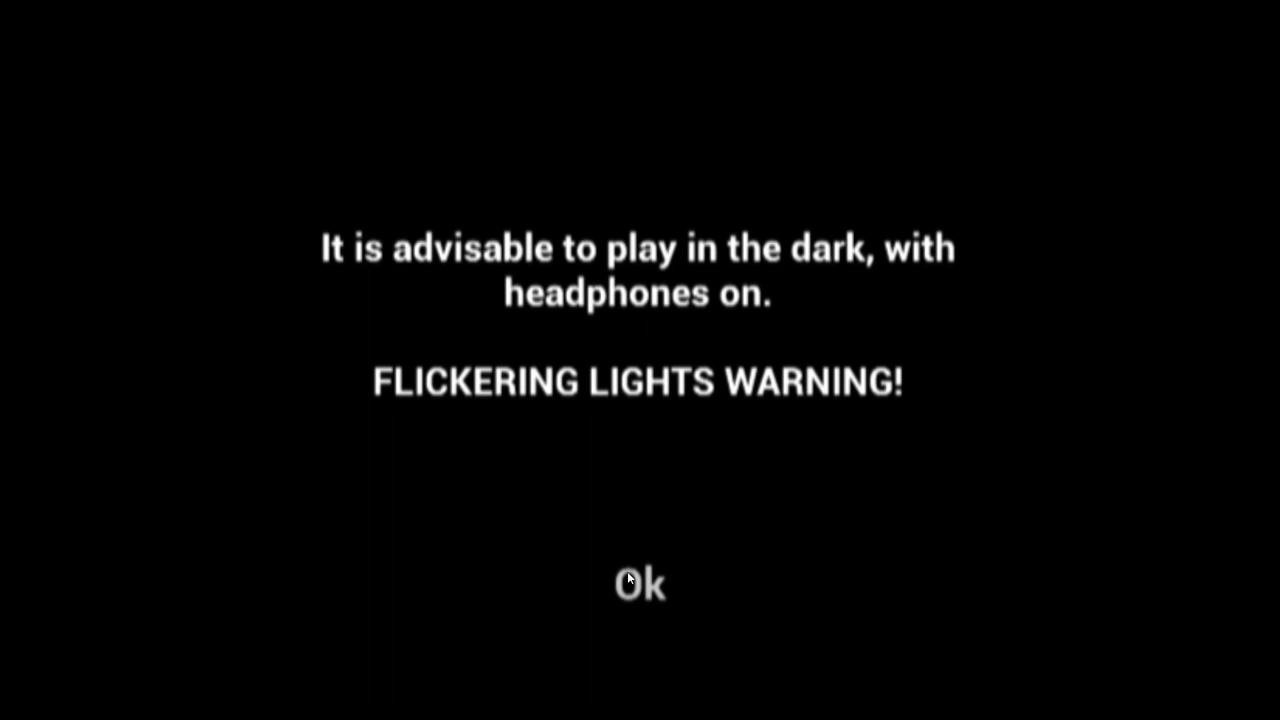 It is advisable to play in the dark, with
headphones on.
FLICKERING LIGHTS WARNING!
Ok